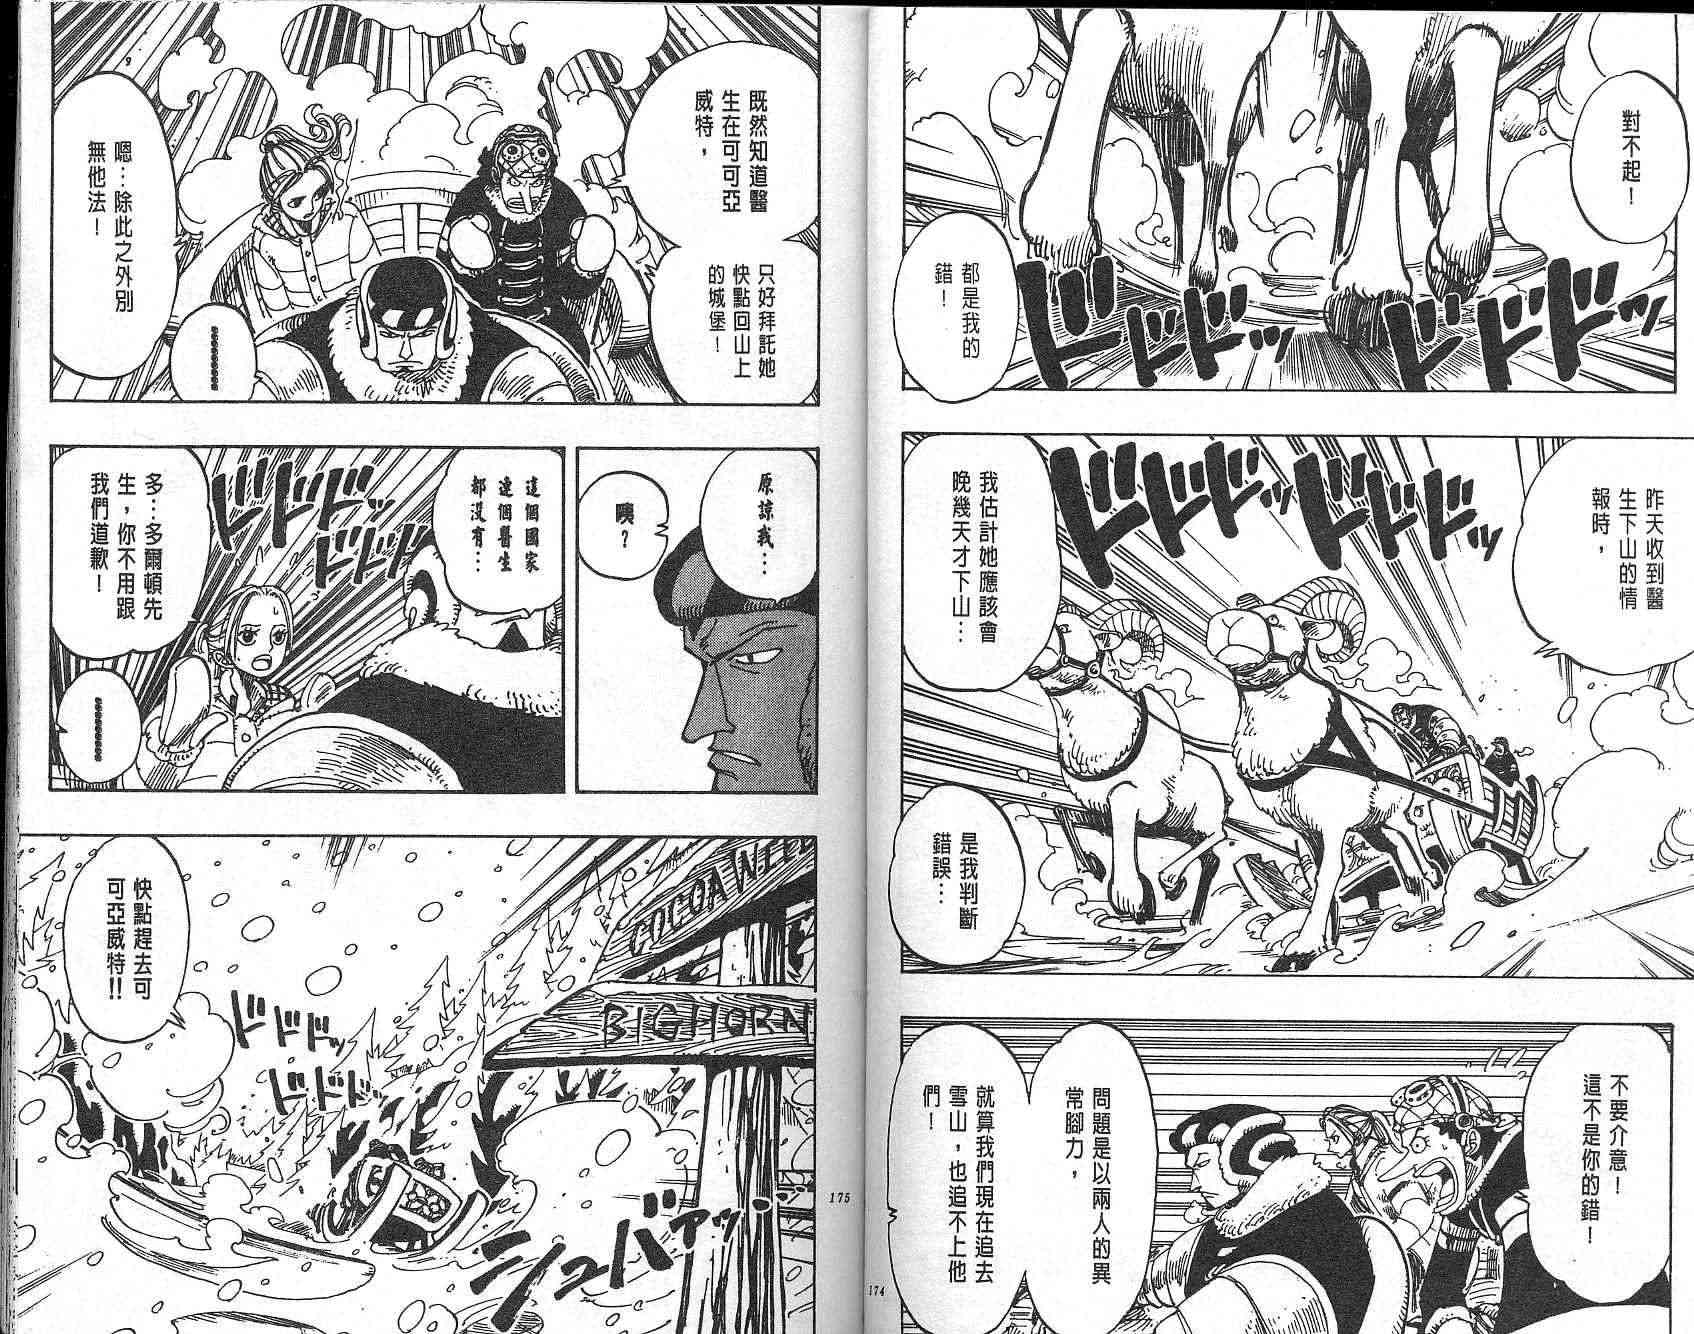 對不起！
都是我的
錯！
ドドドドッ
昨天收到醫
生下山的情
報時，
我估計她應該會
晚幾天才下山…
是我判斷
錯誤…
ドドドッ
ドドドッ
不要介意！
這不是你的錯！
問題是以兩人的異
常腳力，
就算我們現在追去
雪山，也追不上他
們！
174
既然知道醫
生在可可亞
威特，
只好拜託她
快點回山上
的城堡！
嗯…除此之外別
無他法！
………
原諒我…
咦？
這個國家
連個醫生
都沒有…
ドドドッ
ドドドッ
多…多爾頓先
生，你不用跟
我們道歉！
………
COCOA WEE
BIGHORN
快點趕去可
可亞威特!!
ドドドッ
ドドドッ
シュバアッ
175